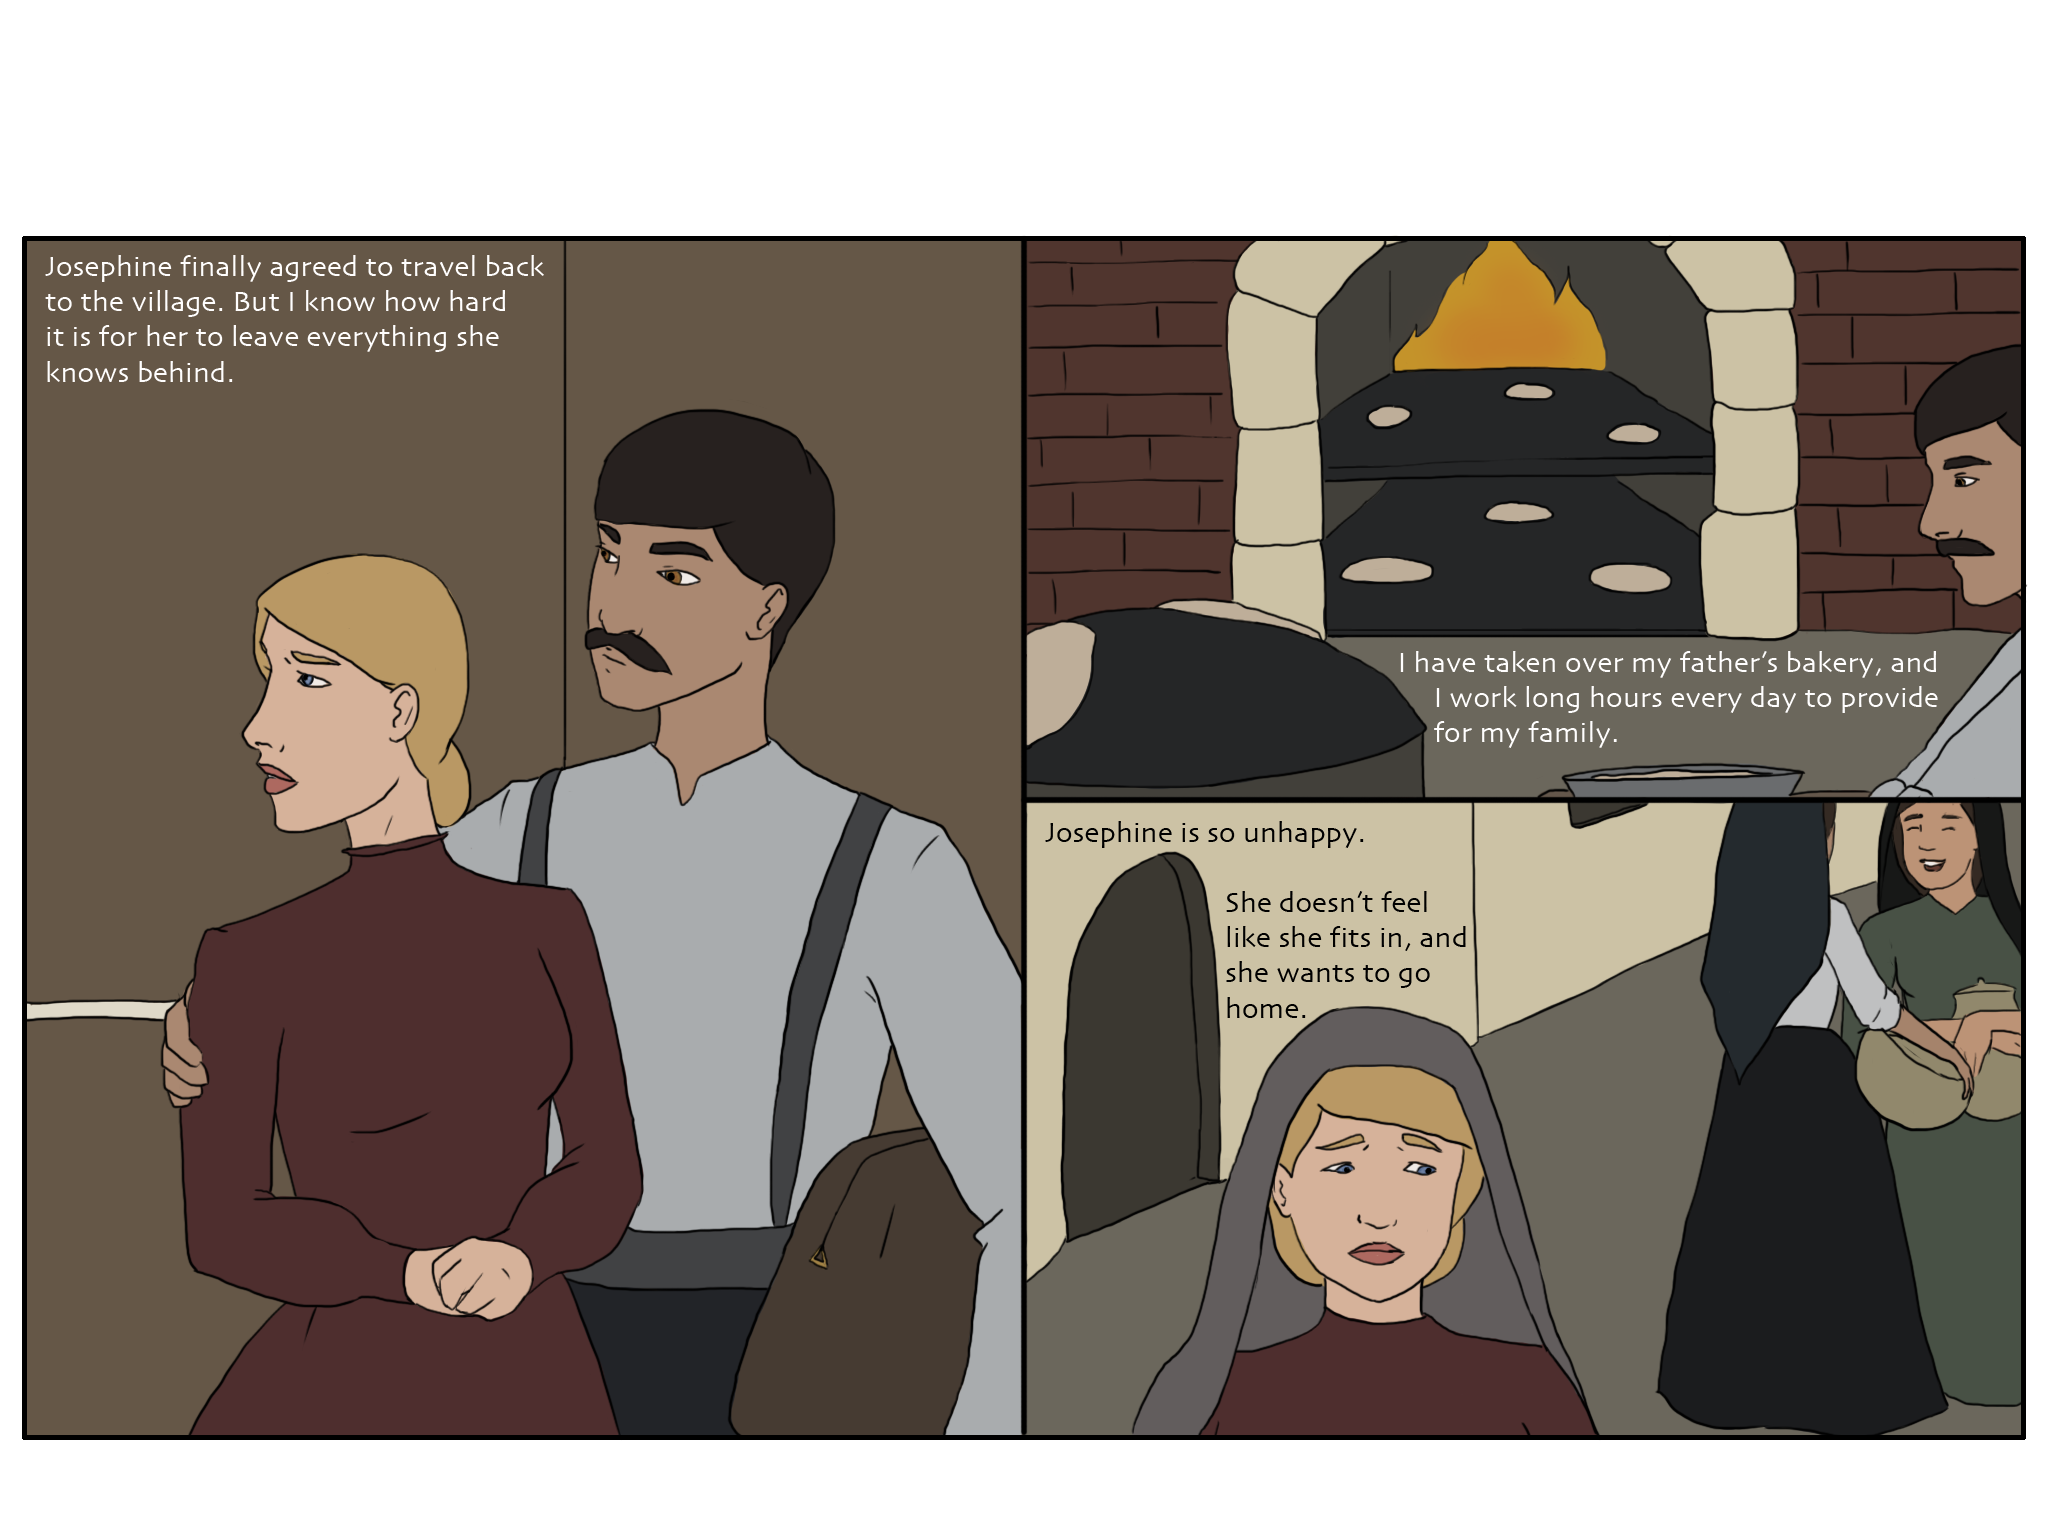 Josephine finally agreed to travel back
to the village. But I know how hard
it is for her to leave everything she
knows behind.
I have taken over my father’s bakery, and
I work long hours every day to provide
for my family.
Josephine is so unhappy.
She doesn’t feel
like she fits in, and
she wants to go
home.